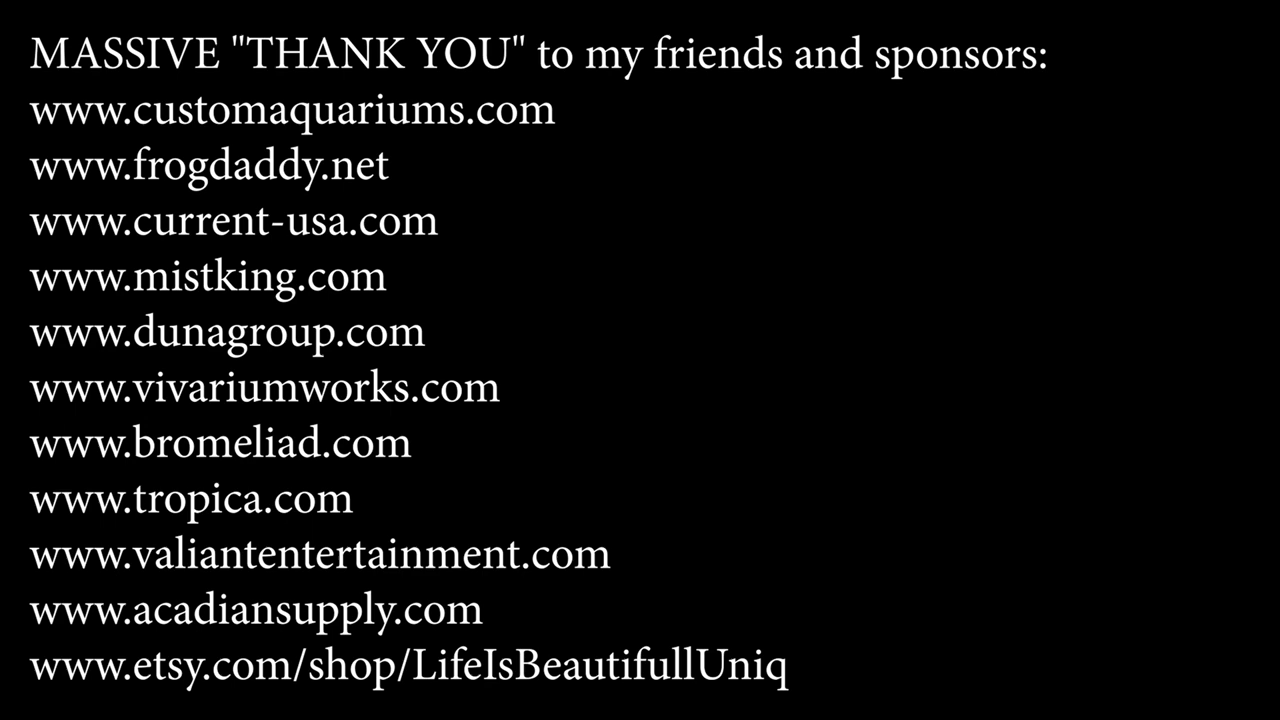 MASSIVE "THANK YOU" to my friends and sponsors:
www.customaquariums.com
www.frogdaddy.net
www.current-usa.com
www.mistking.com
www.dunagroup.com
www.vivariumworks.com
www.bromeliad.com
www.tropica.com
www.valiantentertainment.com
www.acadiansupply.com
www.etsy.com/shop/LifeIsBeautifullUniq